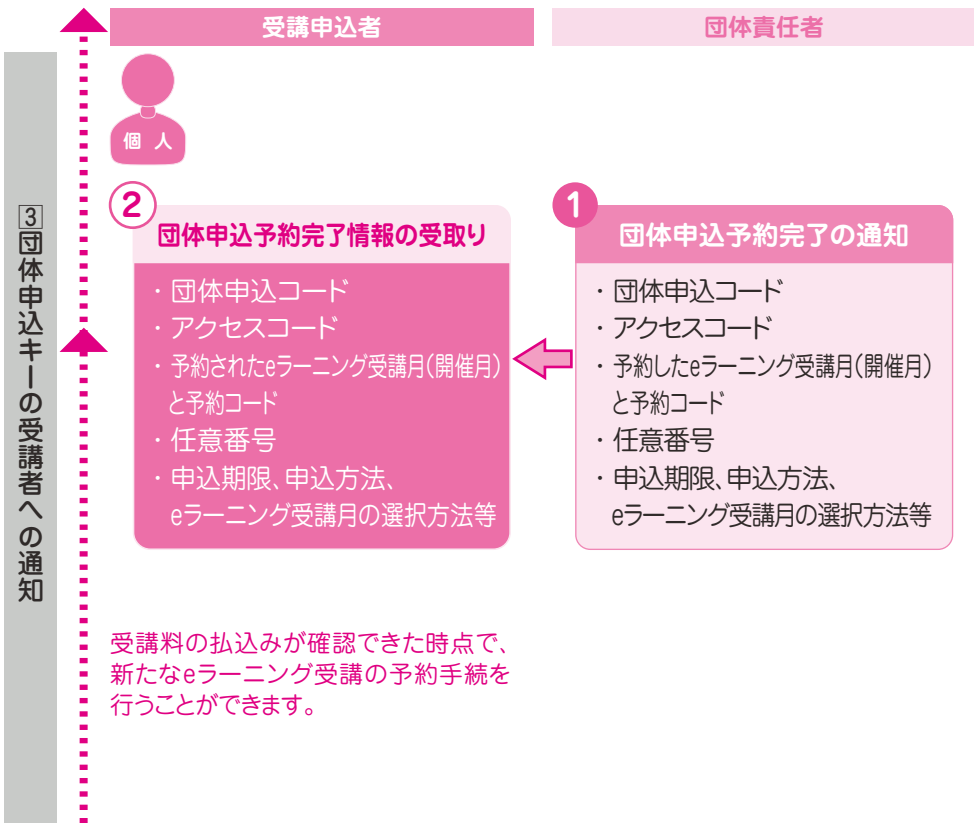 受講申込者
団体責任者
個人
3団体申込キーの受講者への通知
2
団体申込予約完了情報の受取り
・団体申込コード
・アクセスコード
・予約されたeラーニング受講月(開催月)
と予約コード
・任意番号
・申込期限、申込方法、
eラーニング受講月の選択方法等
1
団体申込予約完了の通知
・団体申込コード
・アクセスコード
・予約したeラーニング受講月(開催月)
と予約コード
・任意番号
・申込期限、申込方法、
eラーニング受講月の選択方法等
受講料の払込みが確認できた時点で、
新たなeラーニング受講の予約手続を
行うことができます。